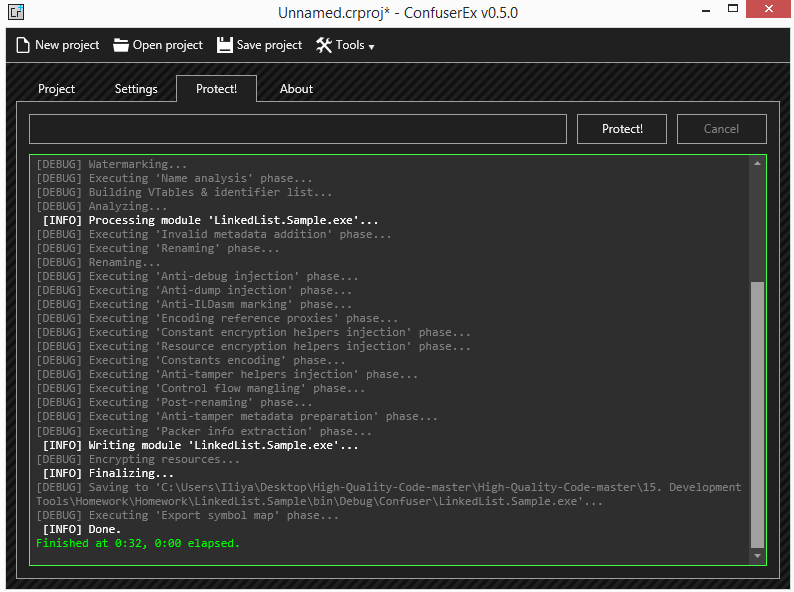 Cr
Unnamed.crproj* - ConfuserEx v0.5.0
New project Open project Save project Tools
Project Settings Protect! About
Protect! Cancel
[DEBUG] Watermarking...
[DEBUG] Executing 'Name analysis' phase...
[DEBUG] Building VTables & identifier list...
[DEBUG] Analyzing...
[INFO] Processing module 'LinkedList.Sample.exe'...
[DEBUG] Executing 'Invalid metadata addition' phase...
[DEBUG] Executing 'Renaming' phase...
[DEBUG] Renaming...
[DEBUG] Executing 'Anti-debug injection' phase...
[DEBUG] Executing 'Anti-dump injection' phase...
[DEBUG] Executing 'Anti-ILDasm marking' phase...
[DEBUG] Executing 'Encoding reference proxies' phase...
[DEBUG] Executing 'Constant encryption helpers injection' phase...
[DEBUG] Executing 'Resource encryption helpers injection' phase...
[DEBUG] Executing 'Constants encoding' phase...
[DEBUG] Executing 'Anti-tamper helpers injection' phase...
[DEBUG] Executing 'Control flow mangling' phase...
[DEBUG] Executing 'Post-renaming' phase...
[DEBUG] Executing 'Anti-tamper metadata preparation' phase...
[DEBUG] Executing 'Packer info extraction' phase...
[INFO] Writing module 'LinkedList.Sample.exe'...
[DEBUG] Encrypting resources...
[INFO] Finalizing...
[DEBUG] Saving to 'C:\Users\Iliya\Desktop\High-Quality-Code-master\High-Quality-Code-master\15. Development
Tools\Homework\Homework\LinkedList.Sample\bin\Debug\Confuser\LinkedList.Sample.exe'...
[DEBUG] Executing 'Export symbol map' phase...
[INFO] Done.
Finished at 0:32, 0:00 elapsed.